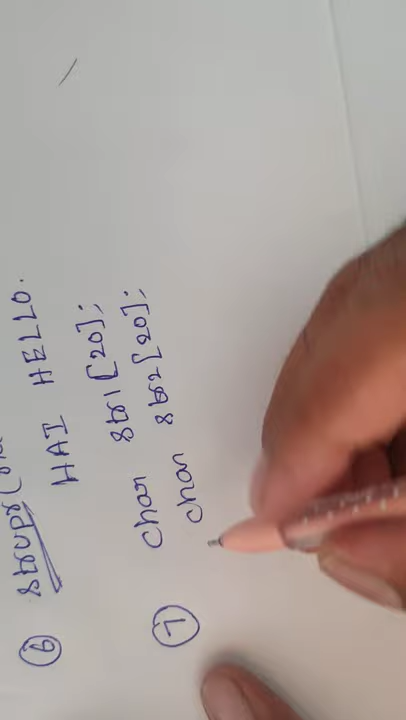 ⑥ strupr(
HAI HELLO.
⑦ char str1[20];
char str2[20];